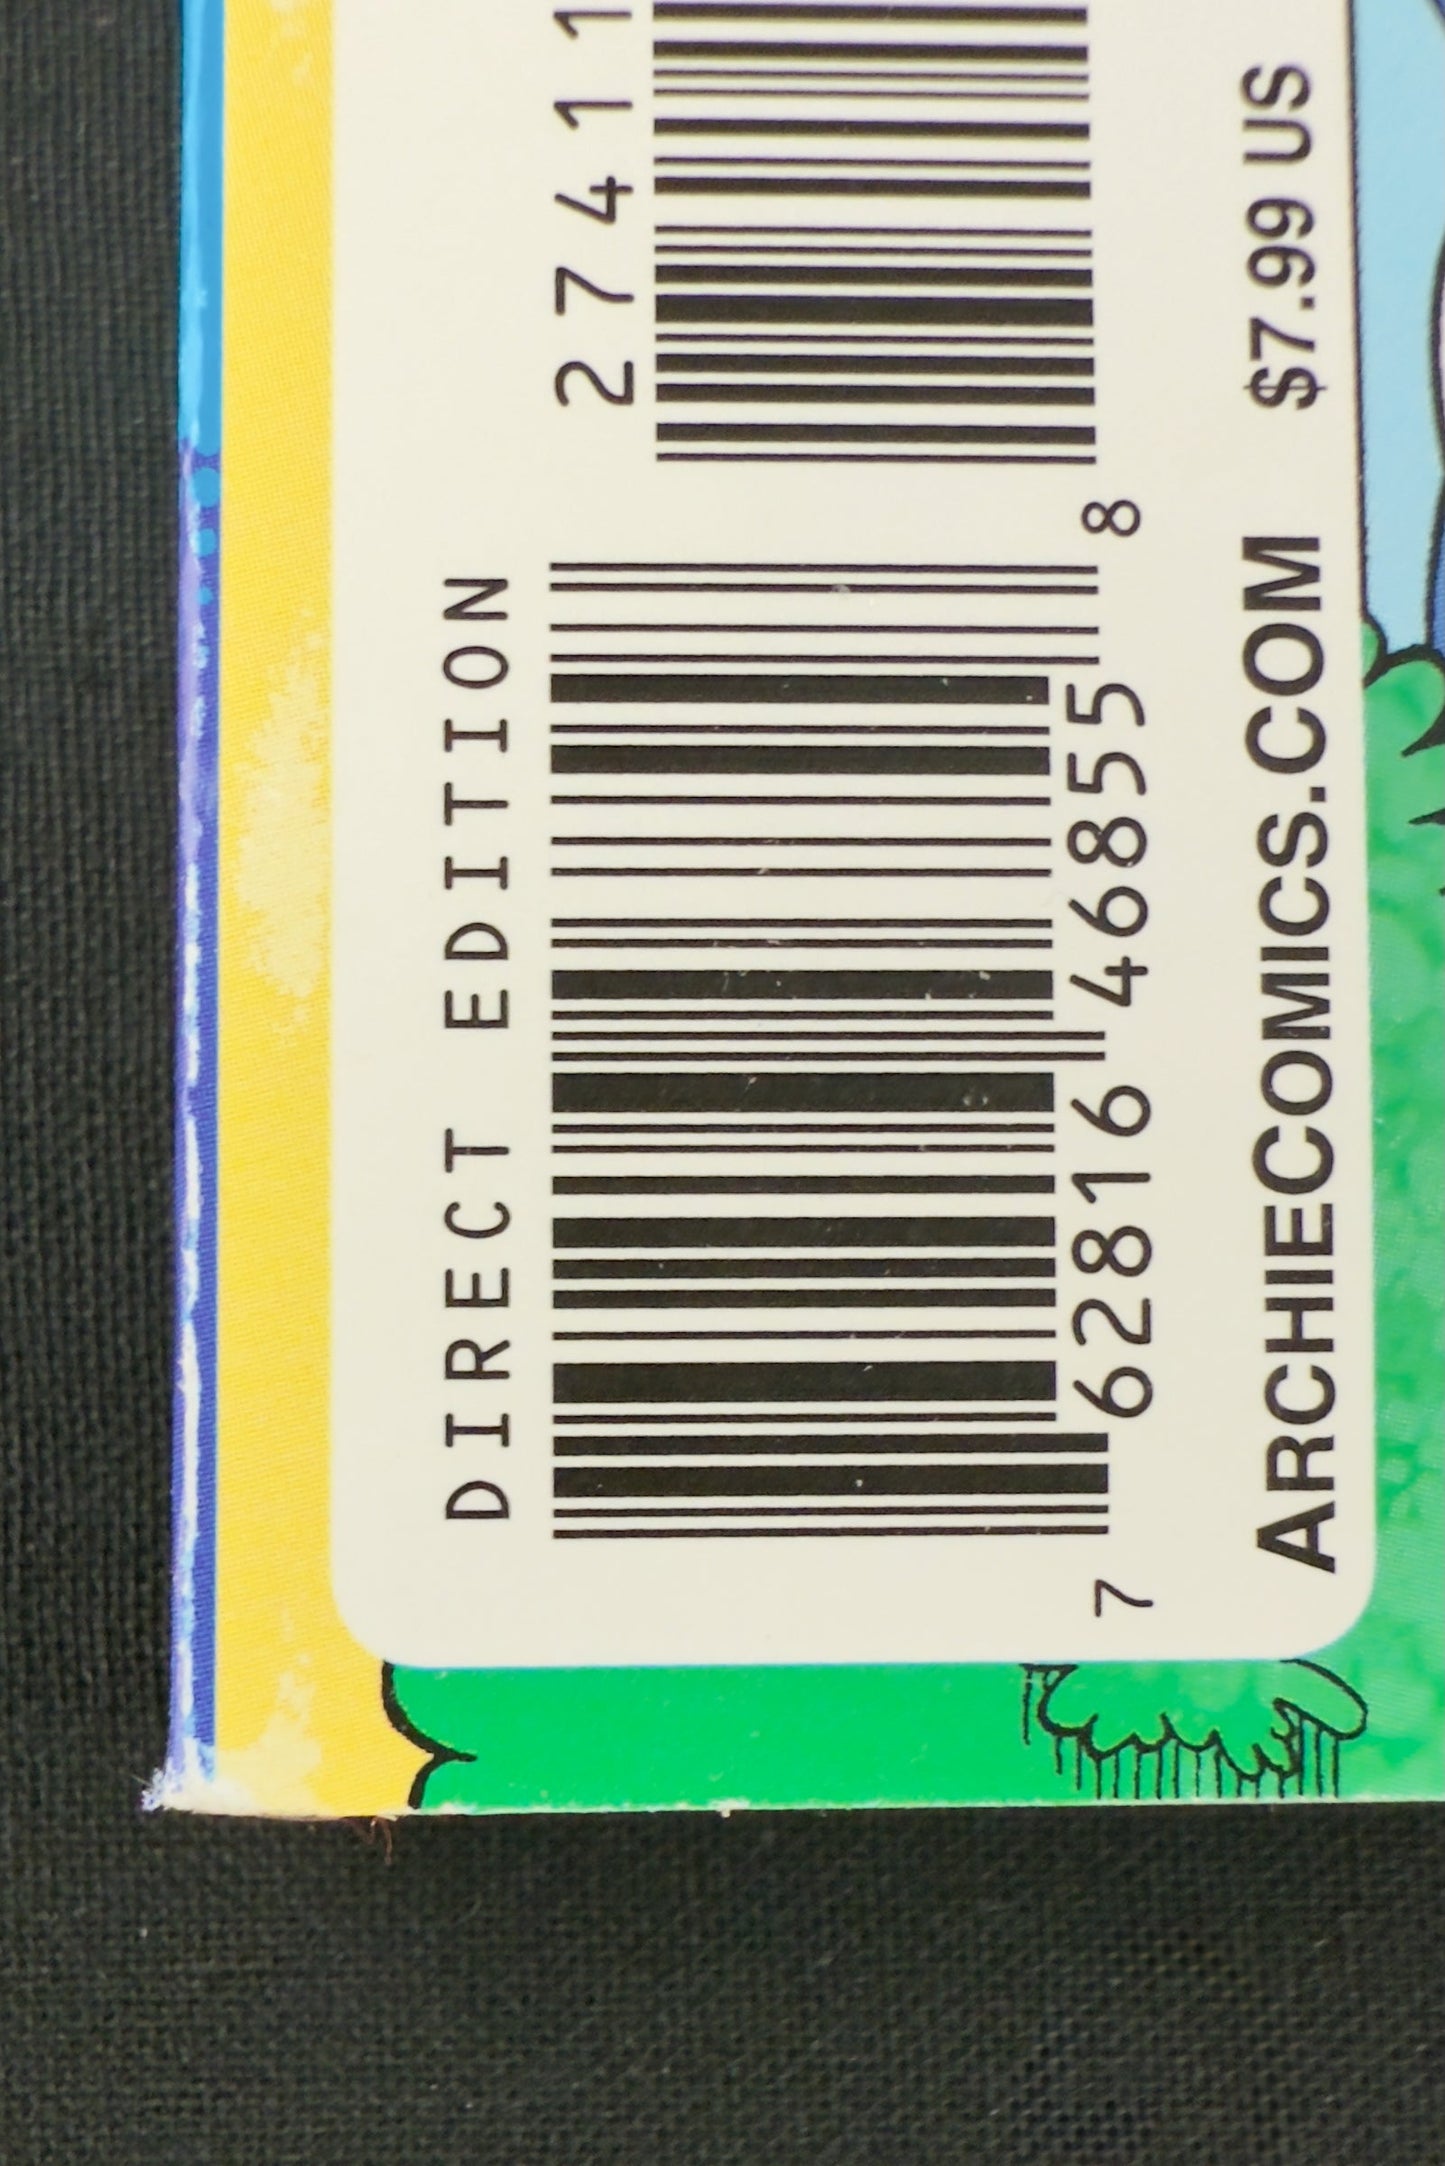 DIRECT EDITION
27411
7 62816 46855 8
ARCHIECOMICS.COM $7.99 US